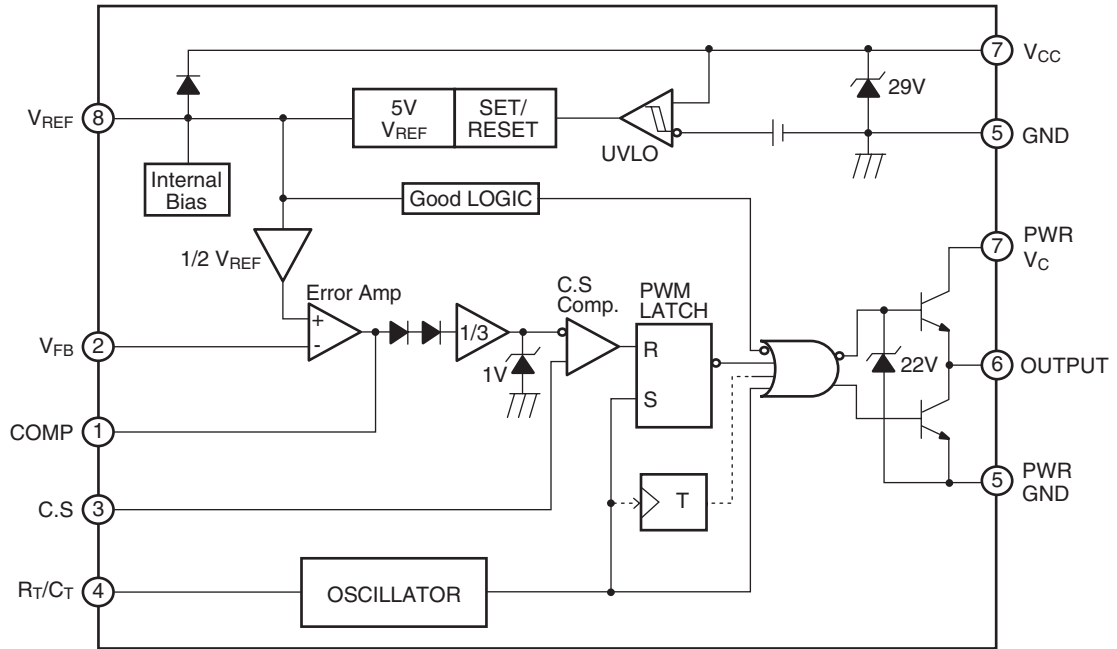 7 VCC
29V
VREF 8
5V
VREF
SET/
RESET
UVLO
5 GND
Internal
Bias
Good LOGIC
1/2 VREF
7 PWR
VC
Error Amp
C.S
Comp.
PWM
LATCH
+
-
1/3
R
VFB 2
1V
22V
6 OUTPUT
S
COMP 1
5 PWR
GND
C.S 3
T
RT/CT 4
OSCILLATOR